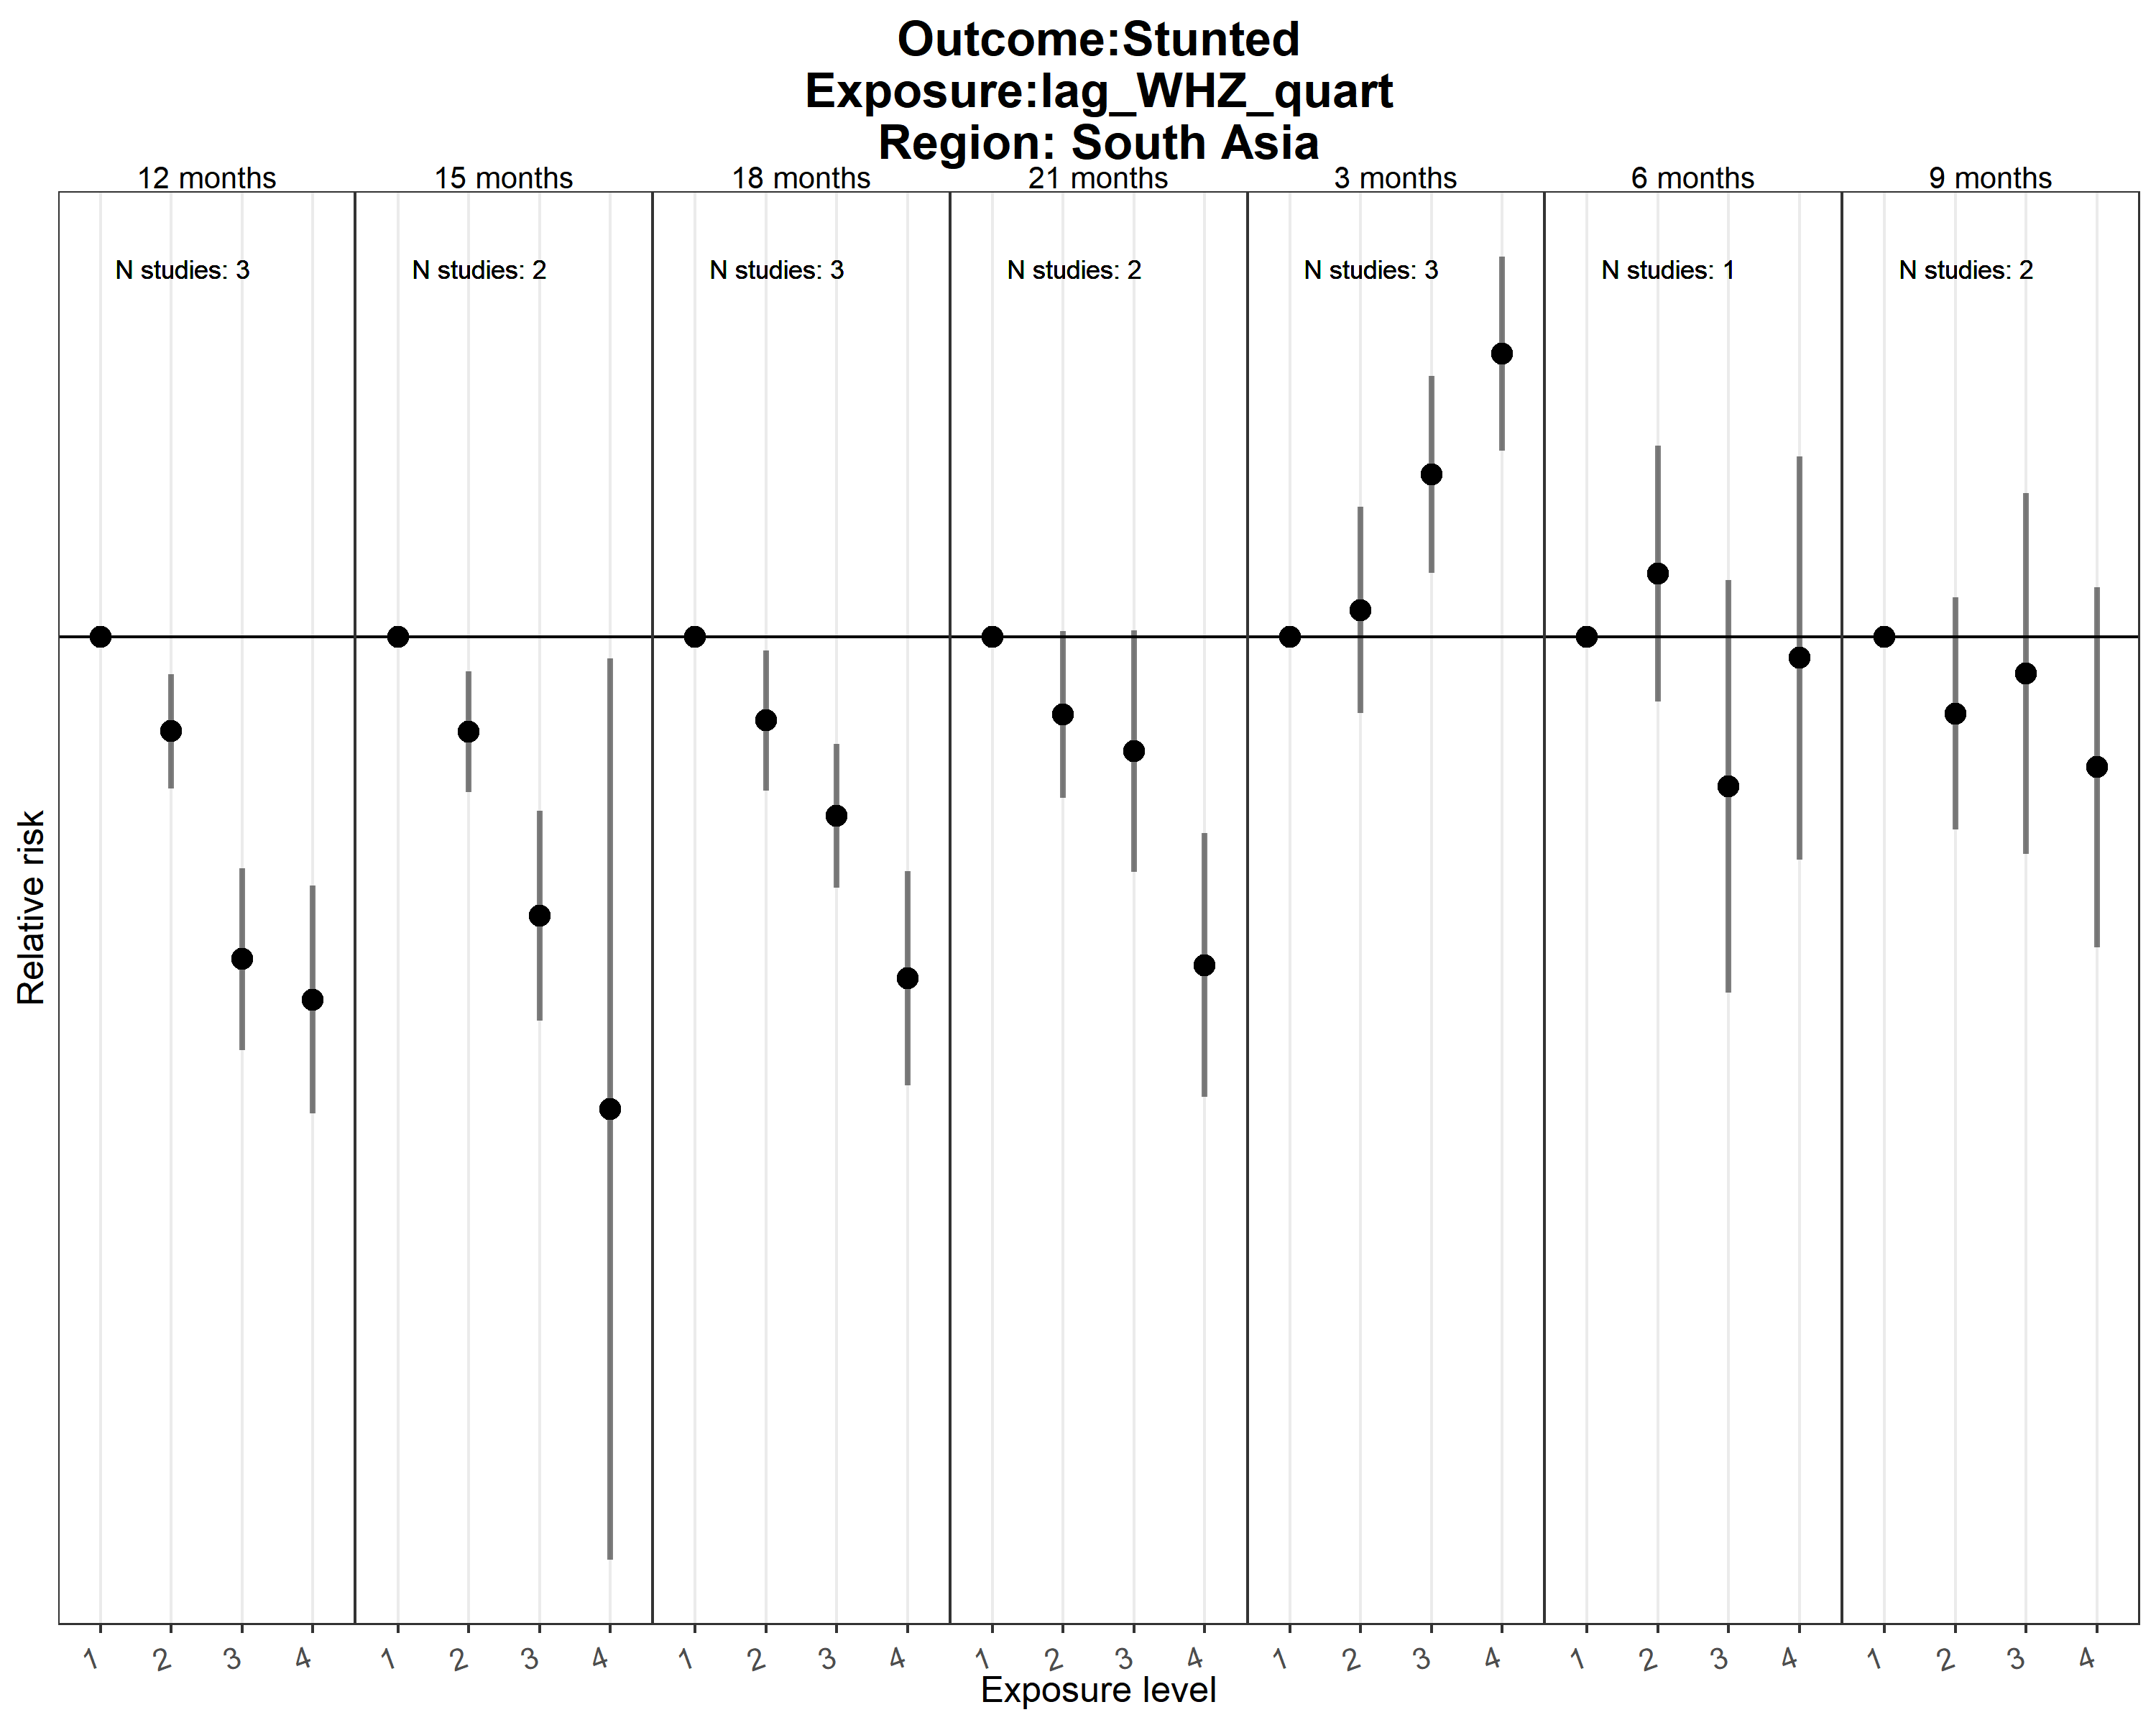 Outcome:Stunted
Exposure:lag_WHZ_quart
Region: South Asia
12 months 15 months 18 months 21 months 3 months 6 months 9 months
N studies: 3 N studies: 2 N studies: 3 N studies: 2 N studies: 3 N studies: 1 N studies: 2
Relative risk
1 2 3 4 1 2 3 4 1 2 3 4 1 2 3 4 1 2 3 4 1 2 3 4 1 2 3 4
Exposure level